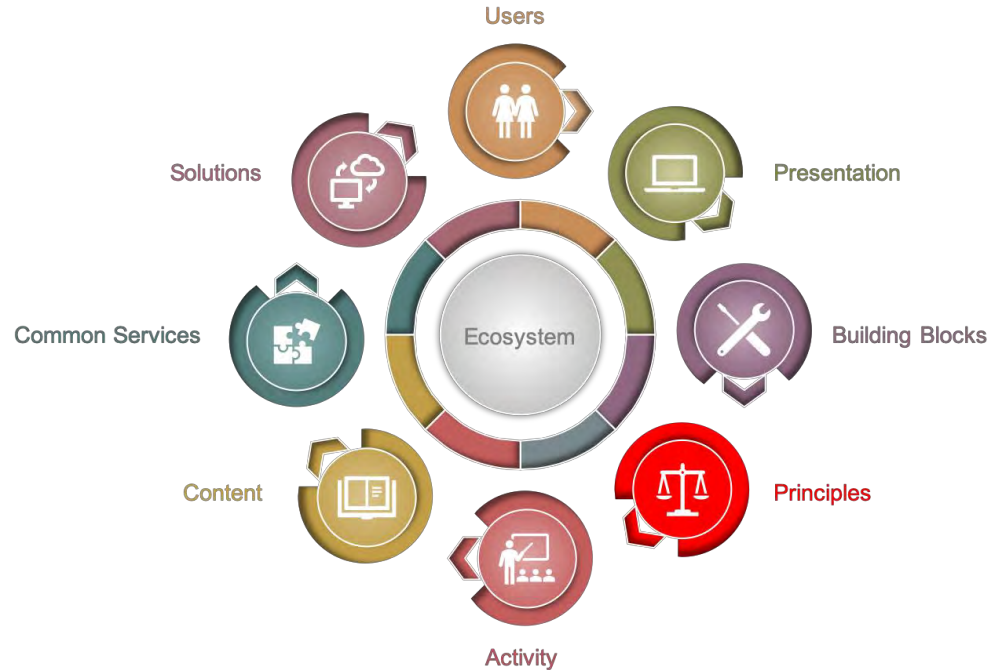 Users
Solutions
Presentation
Common Services
Ecosystem
Building Blocks
Content
Principles
Activity